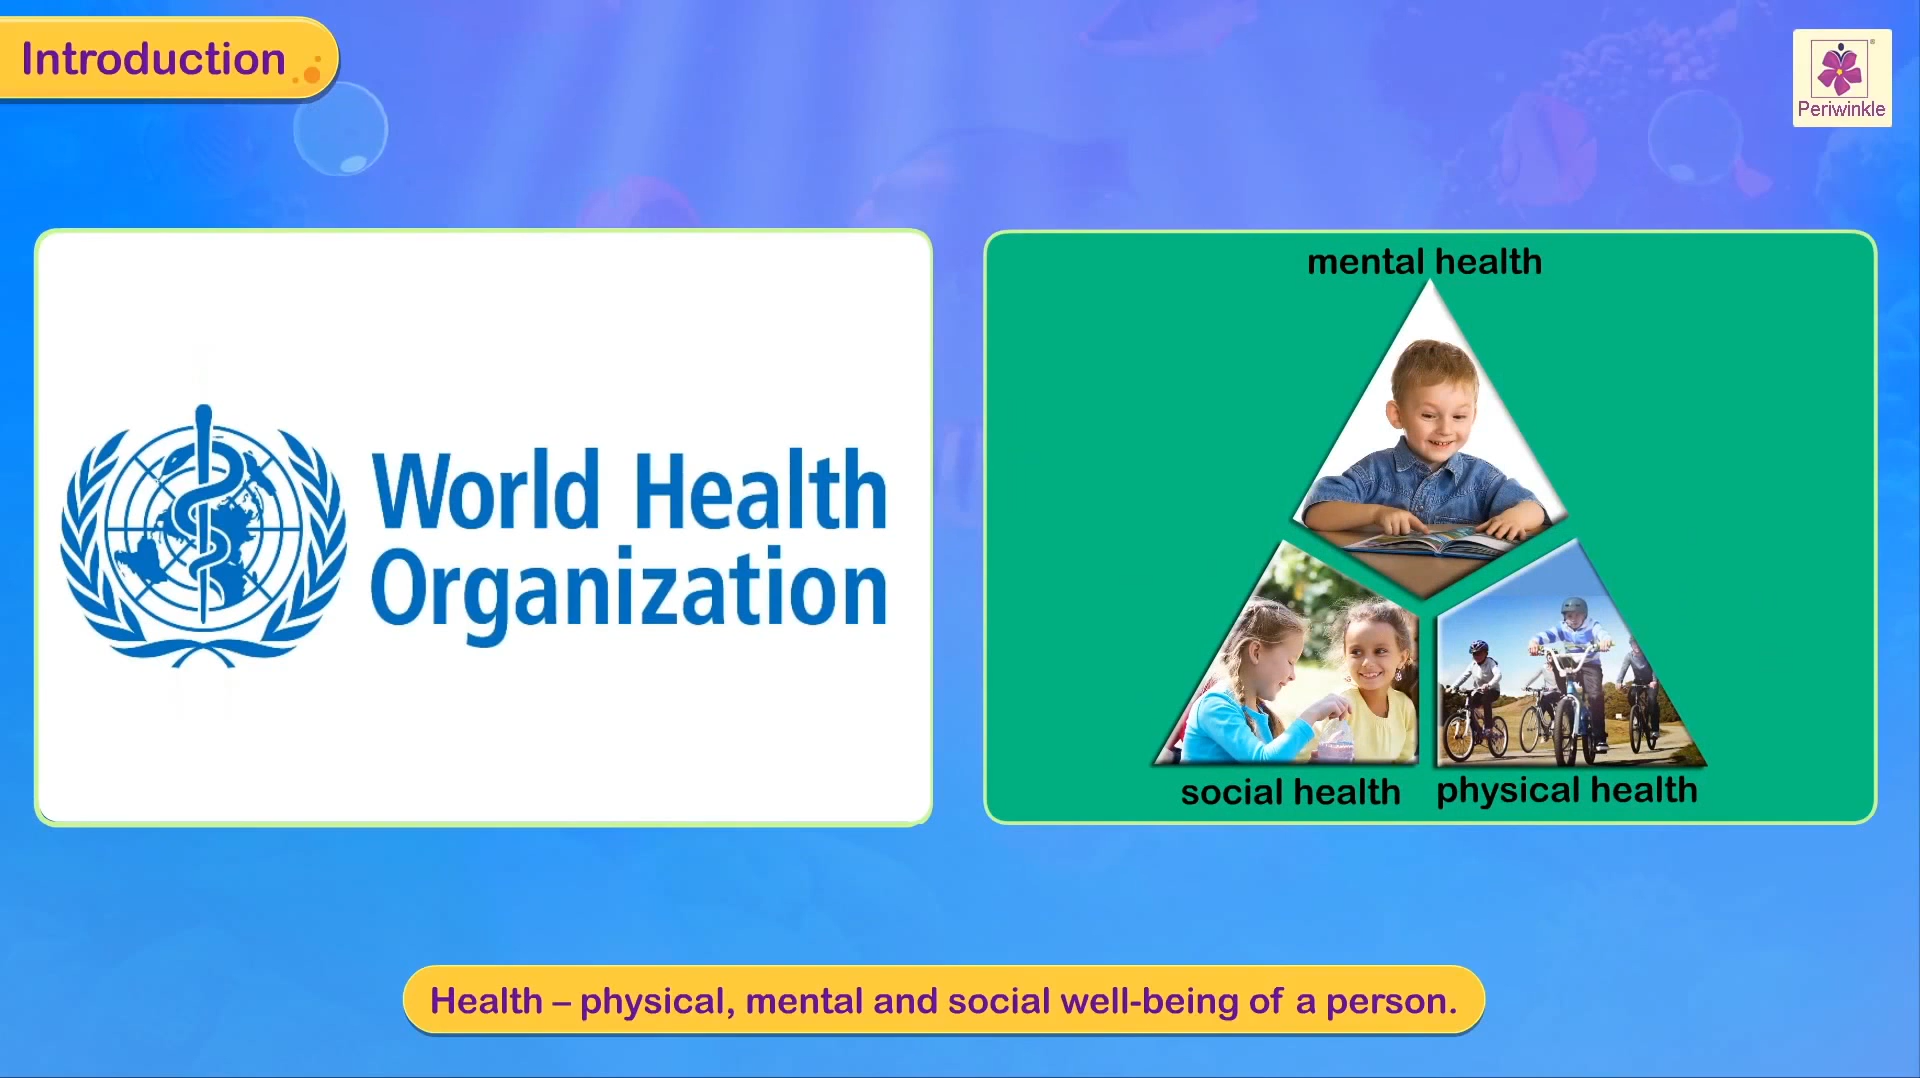 Introduction
Periwinkle
World Health
Organization
mental health
social health
physical health
Health – physical, mental and social well-being of a person.